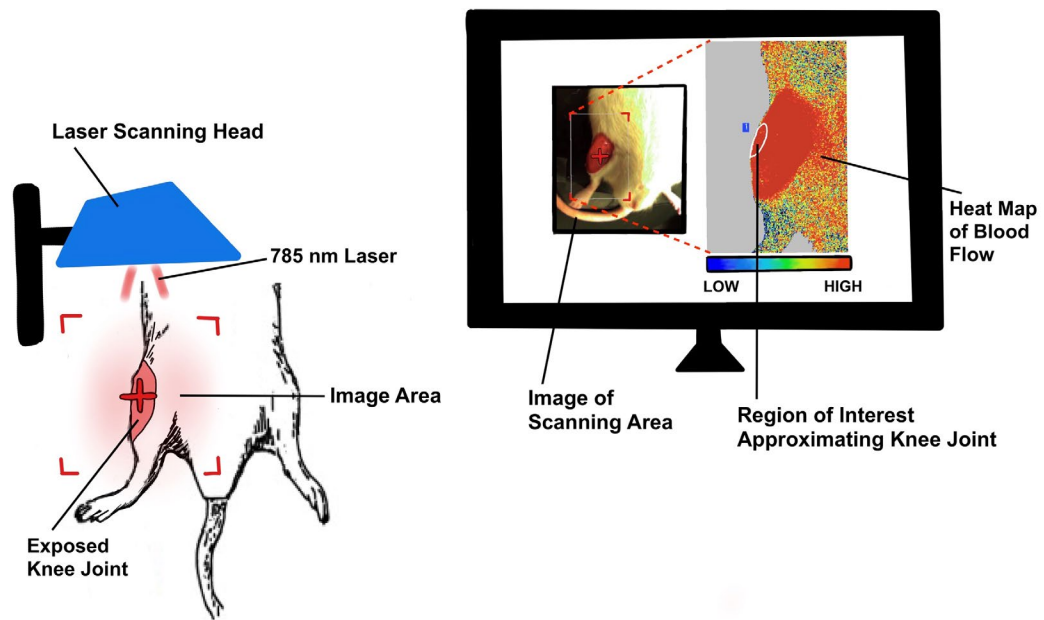 Laser Scanning Head
785 nm Laser
Image Area
Exposed
Knee Joint
1
LOW
HIGH
Heat Map
of Blood
Flow
Image of
Scanning Area
Region of Interest
Approximating Knee Joint